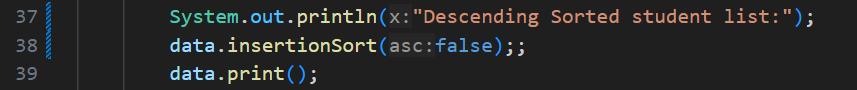 37 System.out.println(x:"Descending Sorted student list:");
38 data.insertionSort(asc:false);;
39 data.print();